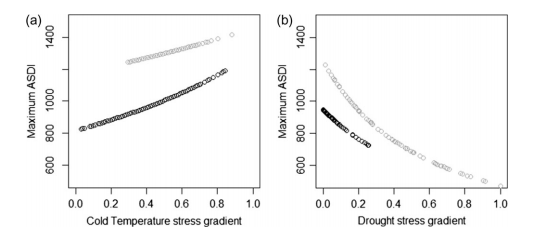 (a)
Maximum ASDI
600 800 1000 1400
0.0 0.2 0.4 0.6 0.8 1.0
Cold Temperature stress gradient
(b)
Maximum ASDI
600 800 1000 1400
0.0 0.2 0.4 0.6 0.8 1.0
Drought stress gradient